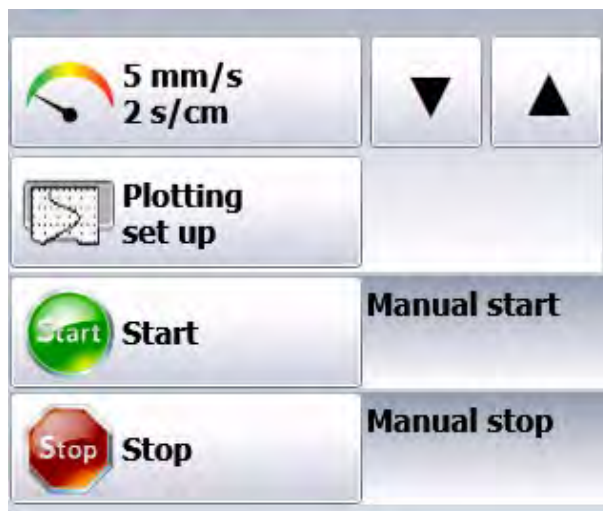 5 mm/s
2 s/cm
Plotting
set up
Start
Start
Manual start
Stop
Stop
Manual stop